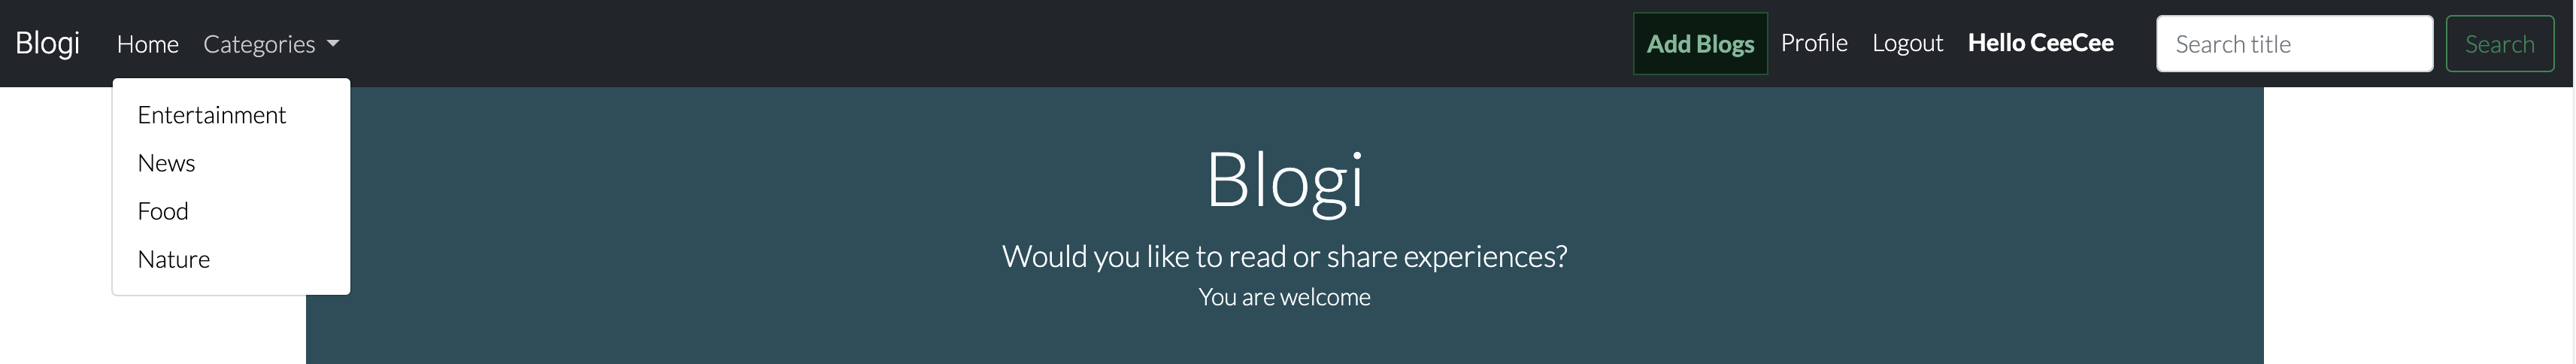 Blogi Home Categories Add Blogs Profile Logout Hello CeeCee Search title Search
Entertainment
News
Food
Nature
Blogi
Would you like to read or share experiences?
You are welcome